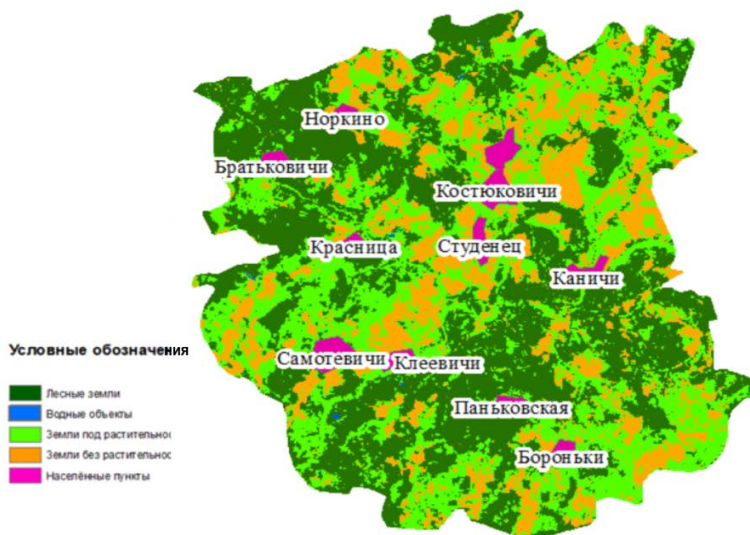 Норкино
Братьковичи
Костюковичи
Красница
Студенец
Каничи
Условные обозначения
Самотевичи
Клеевичи
Лесные земли
Водные объекты
Паньковская
Земли под растительнос
Земли без растительнос
Бороньки
Населённые пункты